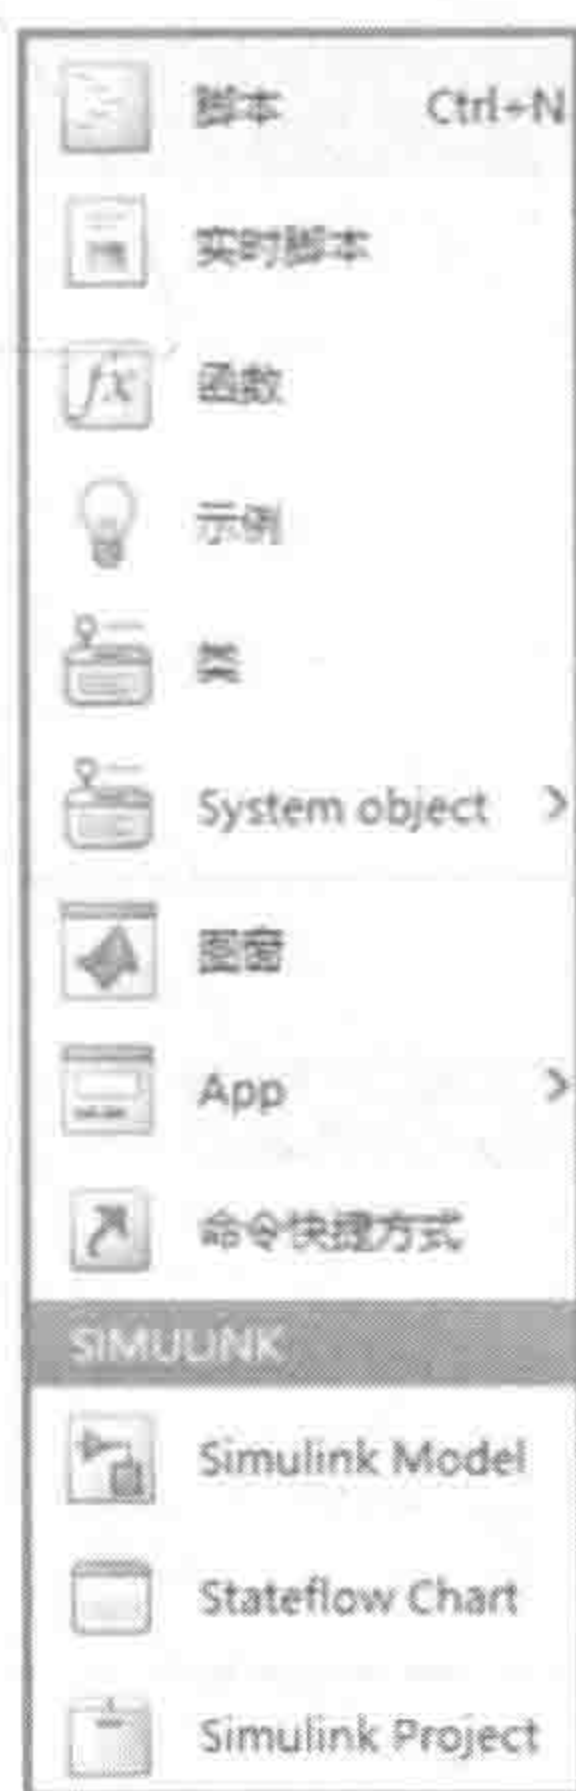 脚本 Ctrl+N
实时脚本
函数
示例
类
System object >
图窗
App >
命令快捷方式
SIMULINK
Simulink Model
Stateflow Chart
Simulink Project